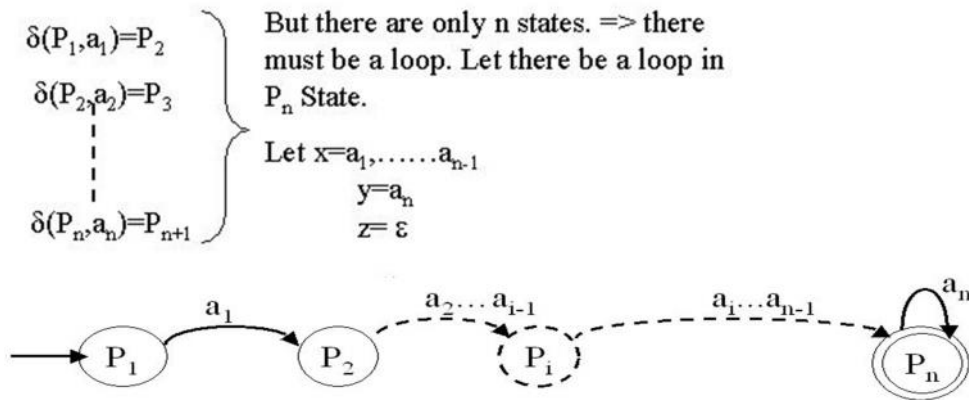 δ(P₁,a₁)=P₂
δ(P₂,a₂)=P₃
δ(Pₙ,aₙ)=Pₙ₊₁
But there are only n states. => there
must be a loop. Let there be a loop in
Pₙ State.
Let x=a₁,......aₙ₋₁
y=aₙ
z= ε
a₁
a₂... aᵢ₋₁
aᵢ...aₙ₋₁
aₙ
P₁
P₂
Pᵢ
Pₙ